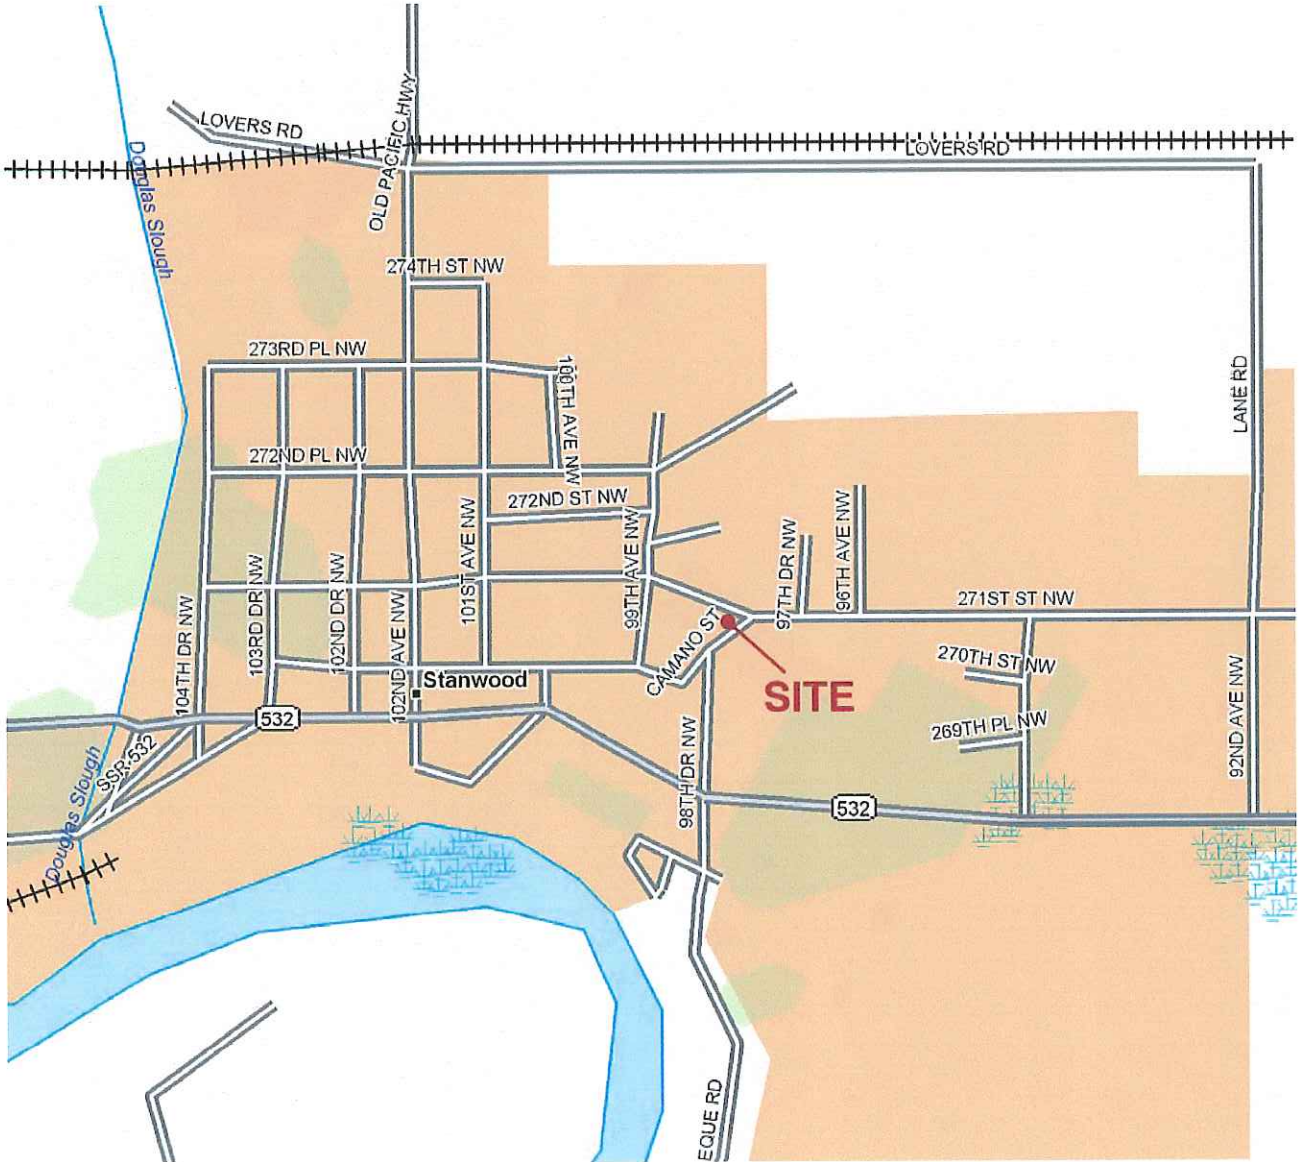 LOVERS RD
OLD PACIFIC HWY
LOVERS RD
Douglas Slough
274TH ST NW
273RD PL NW
100TH AVE NW
LANE RD
272ND PL NW
272ND ST NW
101ST AVE NW
99TH AVE NW
97TH DR NW
96TH AVE NW
271ST ST NW
104TH DR NW
103RD DR NW
102ND DR NW
102ND AVE NW
CAMANO ST
270TH ST NW
Stanwood
SITE
532
269TH PL NW
92ND AVE NW
SSR-532
98TH DR NW
532
Douglas Slough
EQUE RD